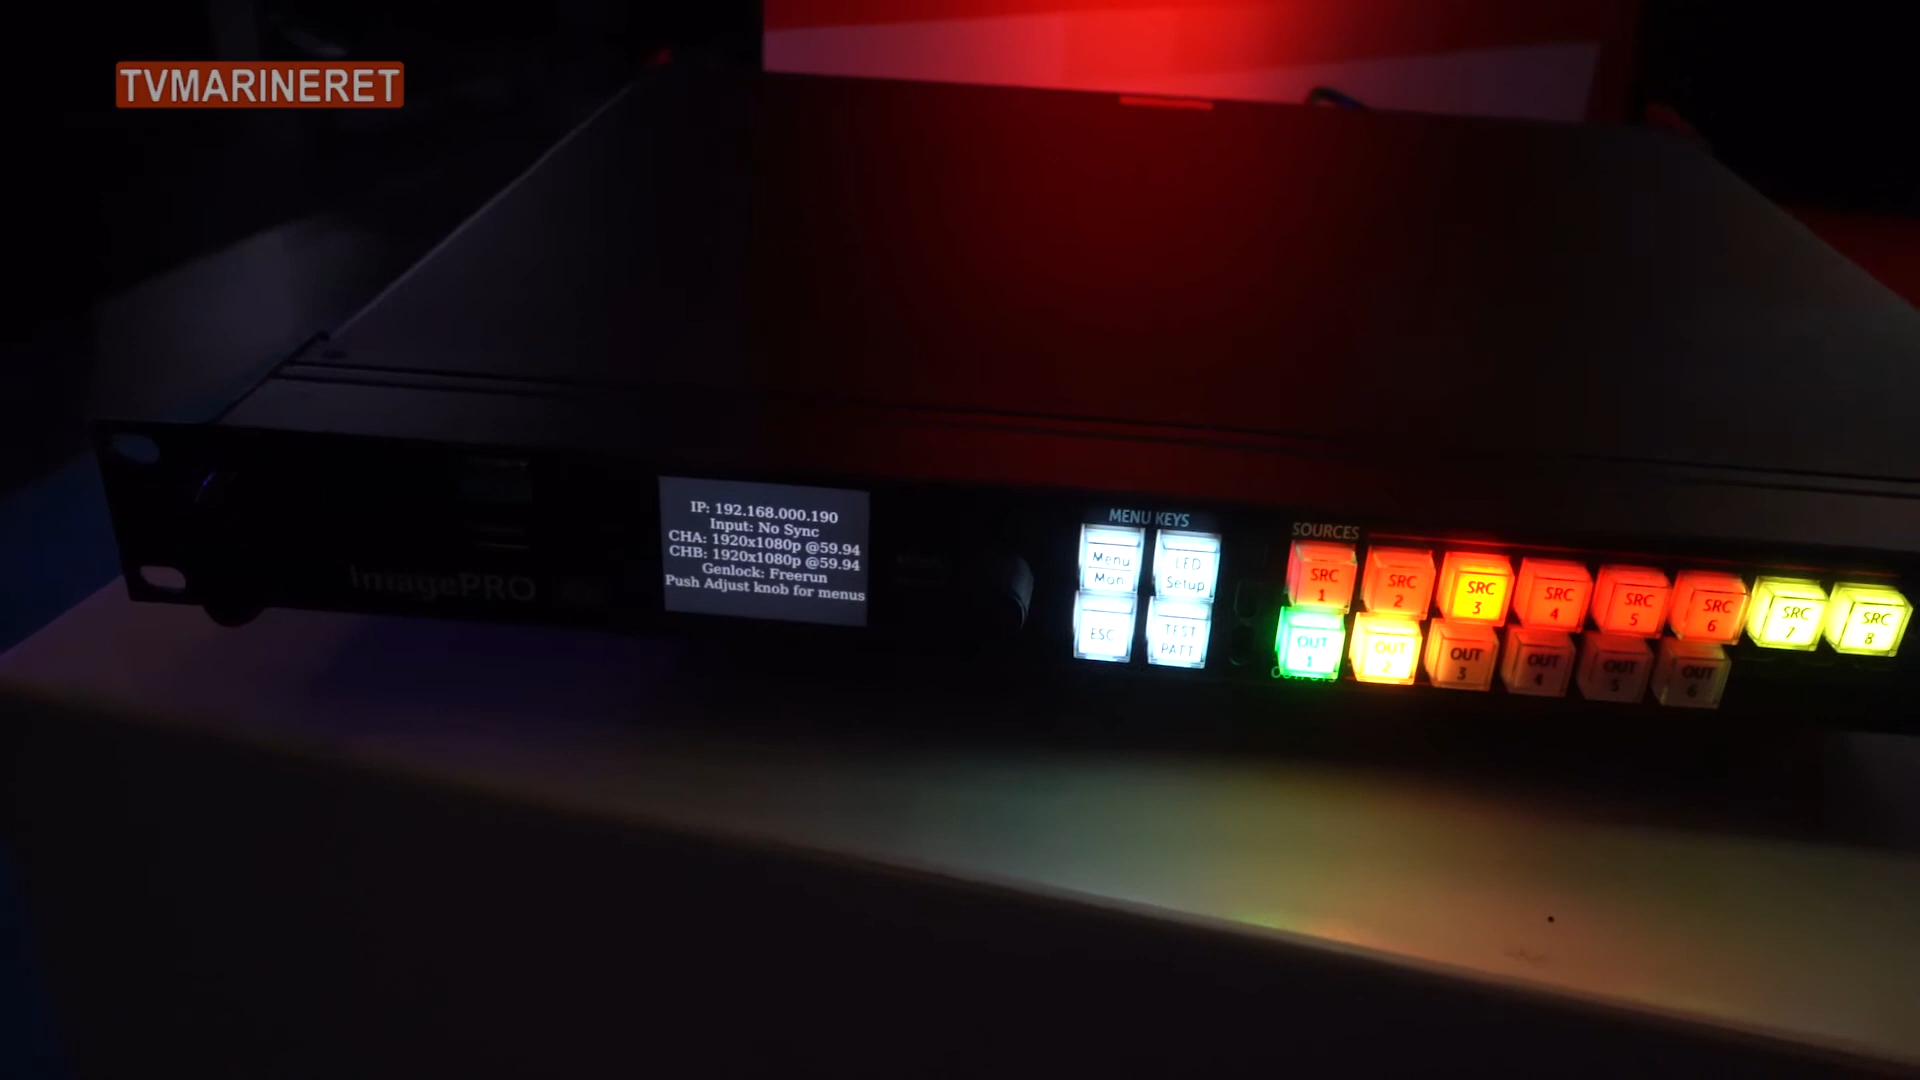 TVMARINERET
IP: 192.168.000.190
Input: No Sync
CHA: 1920x1080p @59.94
CHB: 1920x1080p @59.94
Genlock: Freerun
Push Adjust knob for menus
ImagePRO
MENU KEYS
Menu
Mon
LED
Setup
ESC
TEST
PATT
SOURCES
SRC
1
SRC
2
SRC
3
SRC
4
SRC
5
SRC
6
SRC
7
SRC
8
OUT
1
OUT
2
OUT
3
OUT
4
OUT
5
OUT
6
OUTPUTS